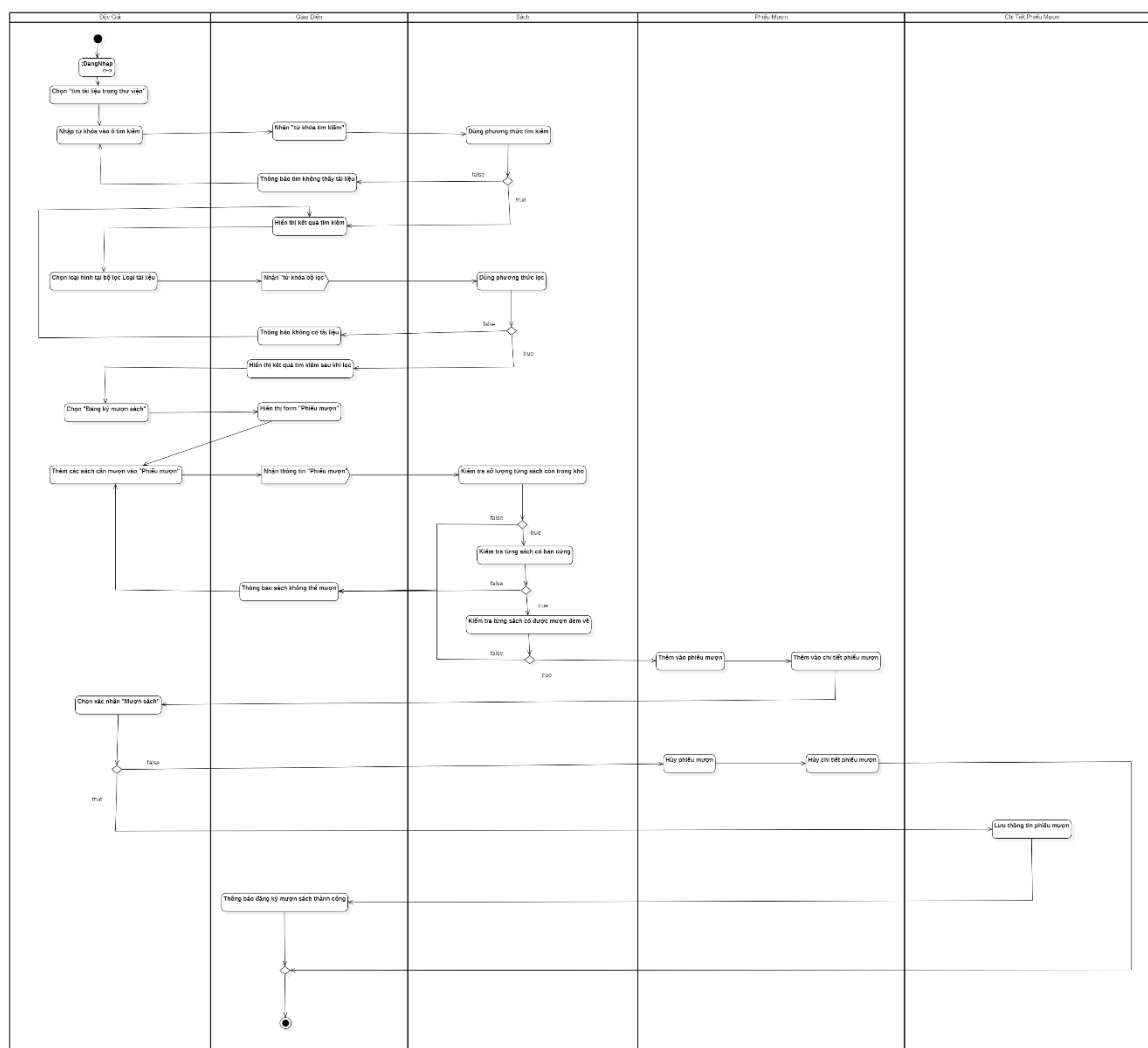 Độc Giả
Giao Diện
Sách
Phiếu Mượn
Chi Tiết Phiếu Mượn
:DangNhap
Chọn "tìm tài liệu trong thư viện"
Nhập từ khóa vào ô tìm kiếm
Nhận "từ khóa tìm kiếm"
Dùng phương thức tìm kiếm
false
Thông báo tìm không thấy tài liệu
true
Hiển thị kết quả tìm kiếm
Chọn loại hình tại bộ lọc Loại tài liệu
Nhận "từ khóa bộ lọc"
Dùng phương thức lọc
false
Thông báo không có tài liệu
true
Hiển thị kết quả tìm kiếm sau khi lọc
Chọn "Đăng ký mượn sách"
Hiển thị form "Phiếu mượn"
Thêm các sách cần mượn vào "Phiếu mượn"
Nhận thông tin "Phiếu mượn"
Kiểm tra số lượng từng sách còn trong kho
false
true
Kiểm tra từng sách có bản cứng
false
Thông báo sách không thể mượn
true
Kiểm tra từng sách có được mượn đem về
false
Thêm vào phiếu mượn
Thêm vào chi tiết phiếu mượn
true
Chọn xác nhận "Mượn sách"
false
Hủy phiếu mượn
Hủy chi tiết phiếu mượn
true
Lưu thông tin phiếu mượn
Thông báo đăng ký mượn sách thành công